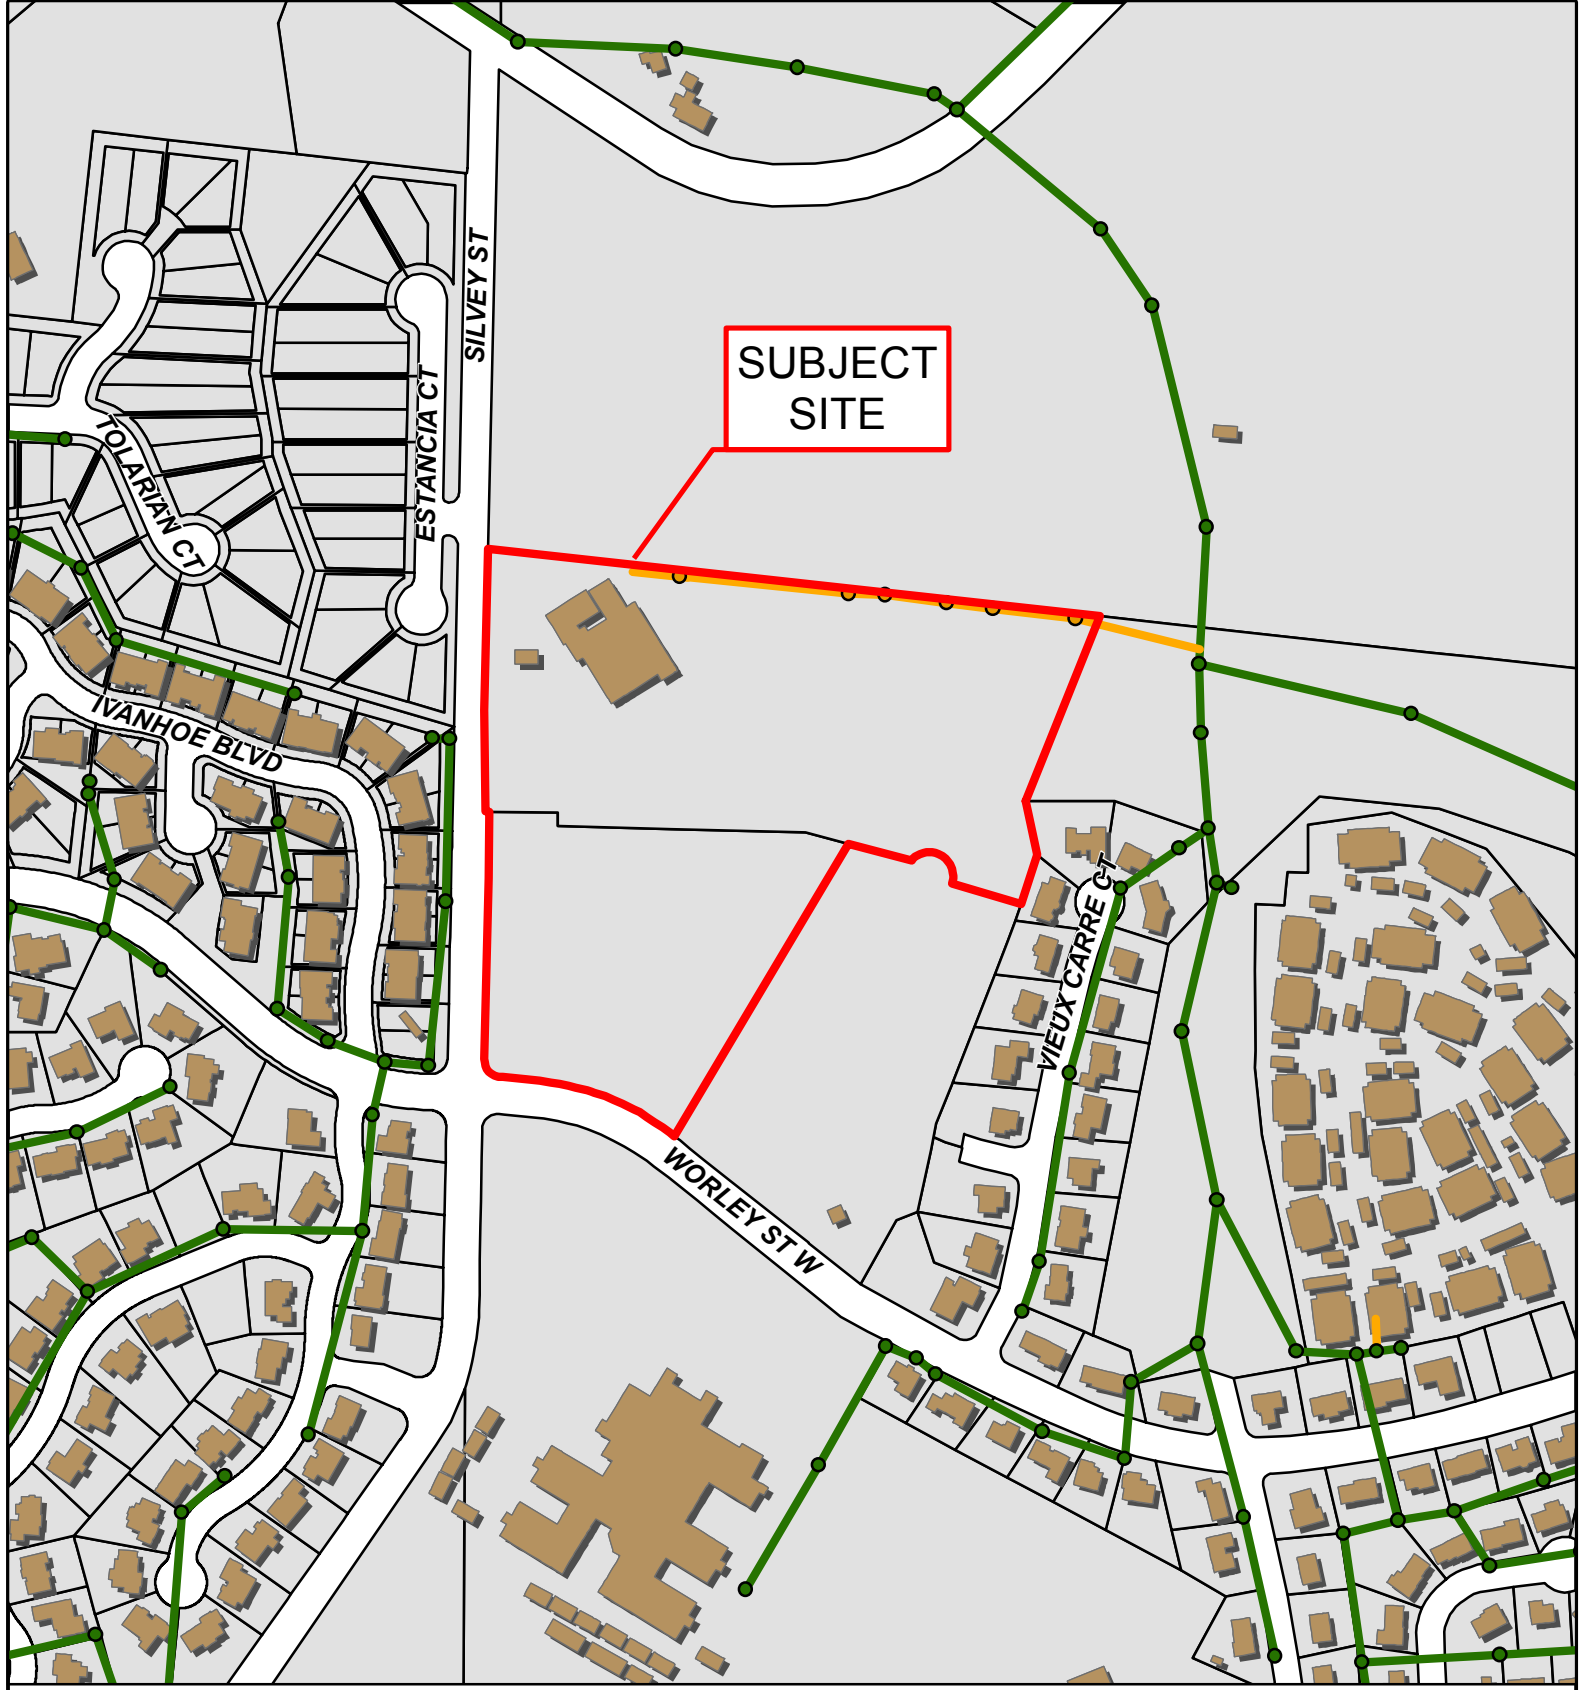 SILVEY ST
SUBJECT
SITE
ESTANCIA CT
TOLARIAN CT
IVANHOE BLVD
VIEUX CARRE CT
WORLEY ST W